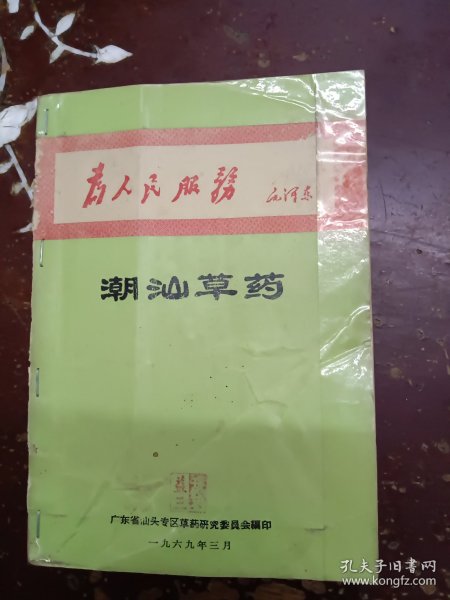 为人民服務 毛泽东
潮汕草药
广东省汕头专区草药研究委员会编印
一九六九年三月
孔夫子旧书网
www.kongfz.com